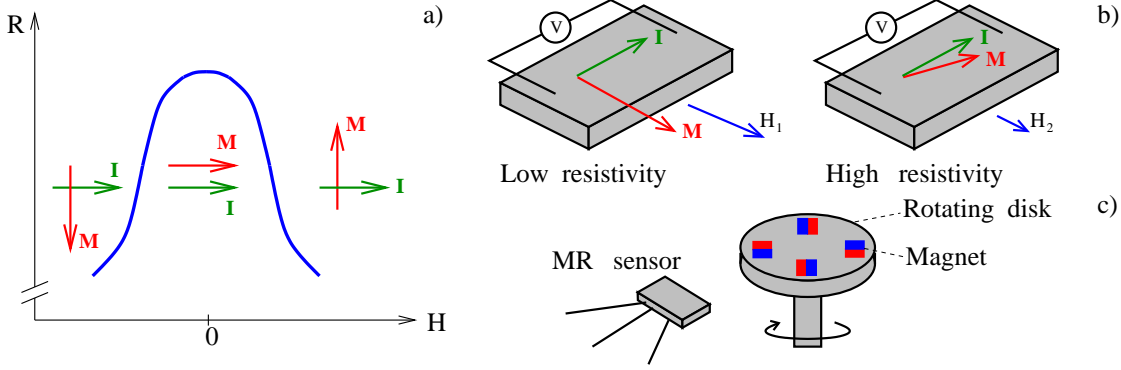 a)
R
M
I
M
I
M
I
0
H
b)
V
I
M
H1
Low resistivity
V
I
M
H2
High resistivity
c)
Rotating disk
Magnet
MR sensor